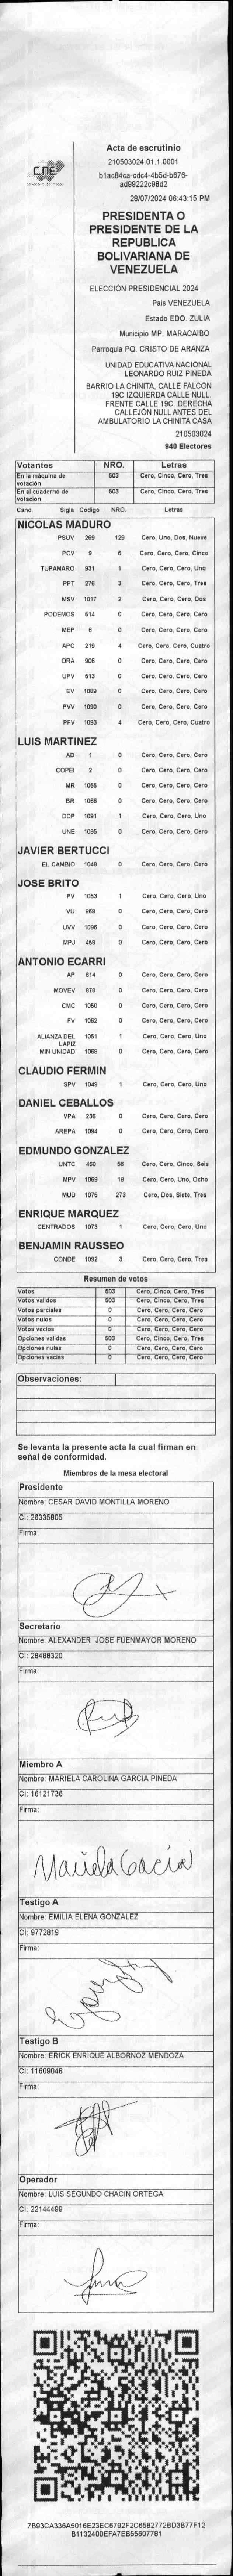 CNE
Acta de escrutinio
210503024.01.1.0001
b1ac84ca-cdc4-4b5d-b676-
ad99222c98d2
28/07/2024 06:43:15 PM
PRESIDENTA O
PRESIDENTE DE LA
REPUBLICA
BOLIVARIANA DE
VENEZUELA
ELECCIÓN PRESIDENCIAL 2024
País VENEZUELA
Estado EDO. ZULIA
Municipio MP. MARACAIBO
Parroquia PQ. CRISTO DE ARANZA
UNIDAD EDUCATIVA NACIONAL
LEONARDO RUIZ PINEDA
BARRIO LA CHINITA, CALLE FALCON
19C IZQUIERDA CALLE NULL.
FRENTE CALLE 19C. DERECHA
CALLEJÓN NULL ANTES DEL
AMBULATORIO LA CHINITA CASA
210503024
940 Electores
Votantes NRO. Letras
En la máquina de votación 503 Cero, Cinco, Cero, Tres
En el cuaderno de votación 503 Cero, Cinco, Cero, Tres
Cand. Sigla Código NRO. Letras
NICOLAS MADURO
PSUV 269 129 Cero, Uno, Dos, Nueve
PCV 9 5 Cero, Cero, Cero, Cinco
TUPAMARO 931 1 Cero, Cero, Cero, Uno
PPT 276 3 Cero, Cero, Cero, Tres
MSV 1017 2 Cero, Cero, Cero, Dos
PODEMOS 514 0 Cero, Cero, Cero, Cero
MEP 6 0 Cero, Cero, Cero, Cero
APC 219 4 Cero, Cero, Cero, Cuatro
ORA 906 0 Cero, Cero, Cero, Cero
UPV 513 0 Cero, Cero, Cero, Cero
EV 1089 0 Cero, Cero, Cero, Cero
PVV 1090 0 Cero, Cero, Cero, Cero
PFV 1093 4 Cero, Cero, Cero, Cuatro
LUIS MARTINEZ
AD 1 0 Cero, Cero, Cero, Cero
COPEI 2 0 Cero, Cero, Cero, Cero
MR 1065 0 Cero, Cero, Cero, Cero
BR 1066 0 Cero, Cero, Cero, Cero
DDP 1091 1 Cero, Cero, Cero, Uno
UNE 1095 0 Cero, Cero, Cero, Cero
JAVIER BERTUCCI
EL CAMBIO 1048 0 Cero, Cero, Cero, Cero
JOSE BRITO
PV 1053 1 Cero, Cero, Cero, Uno
VU 969 0 Cero, Cero, Cero, Cero
UVV 1096 0 Cero, Cero, Cero, Cero
MPJ 459 0 Cero, Cero, Cero, Cero
ANTONIO ECARRI
AP 814 0 Cero, Cero, Cero, Cero
MOVEV 878 0 Cero, Cero, Cero, Cero
CMC 1050 0 Cero, Cero, Cero, Cero
FV 1052 0 Cero, Cero, Cero, Cero
ALIANZA DEL LAPIZ 1051 1 Cero, Cero, Cero, Uno
MIN UNIDAD 1058 0 Cero, Cero, Cero, Cero
CLAUDIO FERMIN
SPV 1049 1 Cero, Cero, Cero, Uno
DANIEL CEBALLOS
VPA 236 0 Cero, Cero, Cero, Cero
AREPA 1094 0 Cero, Cero, Cero, Cero
EDMUNDO GONZALEZ
UNTC 460 56 Cero, Cero, Cinco, Seis
MPV 1069 18 Cero, Cero, Uno, Ocho
MUD 1075 273 Cero, Dos, Siete, Tres
ENRIQUE MARQUEZ
CENTRADOS 1073 1 Cero, Cero, Cero, Uno
BENJAMIN RAUSSEO
CONDE 1092 3 Cero, Cero, Cero, Tres
Resumen de votos
Votos 503 Cero, Cinco, Cero, Tres
Votos validos 503 Cero, Cinco, Cero, Tres
Votos parciales 0 Cero, Cero, Cero, Cero
Votos nulos 0 Cero, Cero, Cero, Cero
Votos vacios 0 Cero, Cero, Cero, Cero
Opciones validas 503 Cero, Cinco, Cero, Tres
Opciones nulas 0 Cero, Cero, Cero, Cero
Opciones vacias 0 Cero, Cero, Cero, Cero
Observaciones:
Se levanta la presente acta la cual firman en
señal de conformidad.
Miembros de la mesa electoral
Presidente
Nombre: CESAR DAVID MONTILLA MORENO
CI: 26335805
Firma:
Secretario
Nombre: ALEXANDER JOSE FUENMAYOR MORENO
CI: 28488320
Firma:
Miembro A
Nombre: MARIELA CAROLINA GARCIA PINEDA
CI: 16121736
Firma:
Mariela Garcia
Testigo A
Nombre: EMILIA ELENA GONZALEZ
CI: 9772819
Firma:
Testigo B
Nombre: ERICK ENRIQUE ALBORNOZ MENDOZA
CI: 11609048
Firma:
Operador
Nombre: LUIS SEGUNDO CHACIN ORTEGA
CI: 22144499
Firma:
7B93CA336A5016E23EC6792F2C6582772BD3B77F12
B1132400EFA7EB55607781